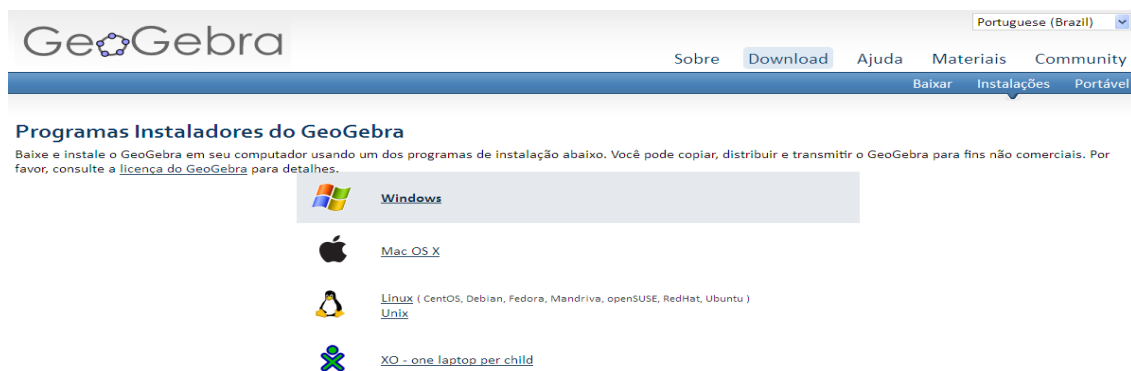 Portuguese (Brazil)
GeoGebra
Sobre Download Ajuda Materiais Community
Baixar Instalações Portável
Programas Instaladores do GeoGebra
Baixe e instale o GeoGebra em seu computador usando um dos programas de instalação abaixo. Você pode copiar, distribuir e transmitir o GeoGebra para fins não comerciais. Por
favor, consulte a licença do GeoGebra para detalhes.
Windows
Mac OS X
Linux ( CentOS, Debian, Fedora, Mandriva, openSUSE, RedHat, Ubuntu )
Unix
XO - one laptop per child